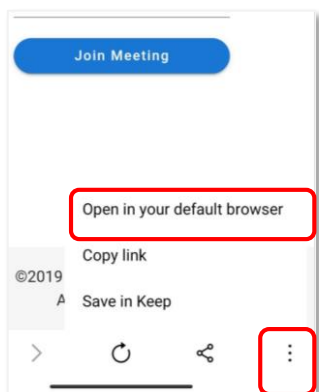 Join Meeting
Open in your default browser
Copy link
©2019
A
Save in Keep